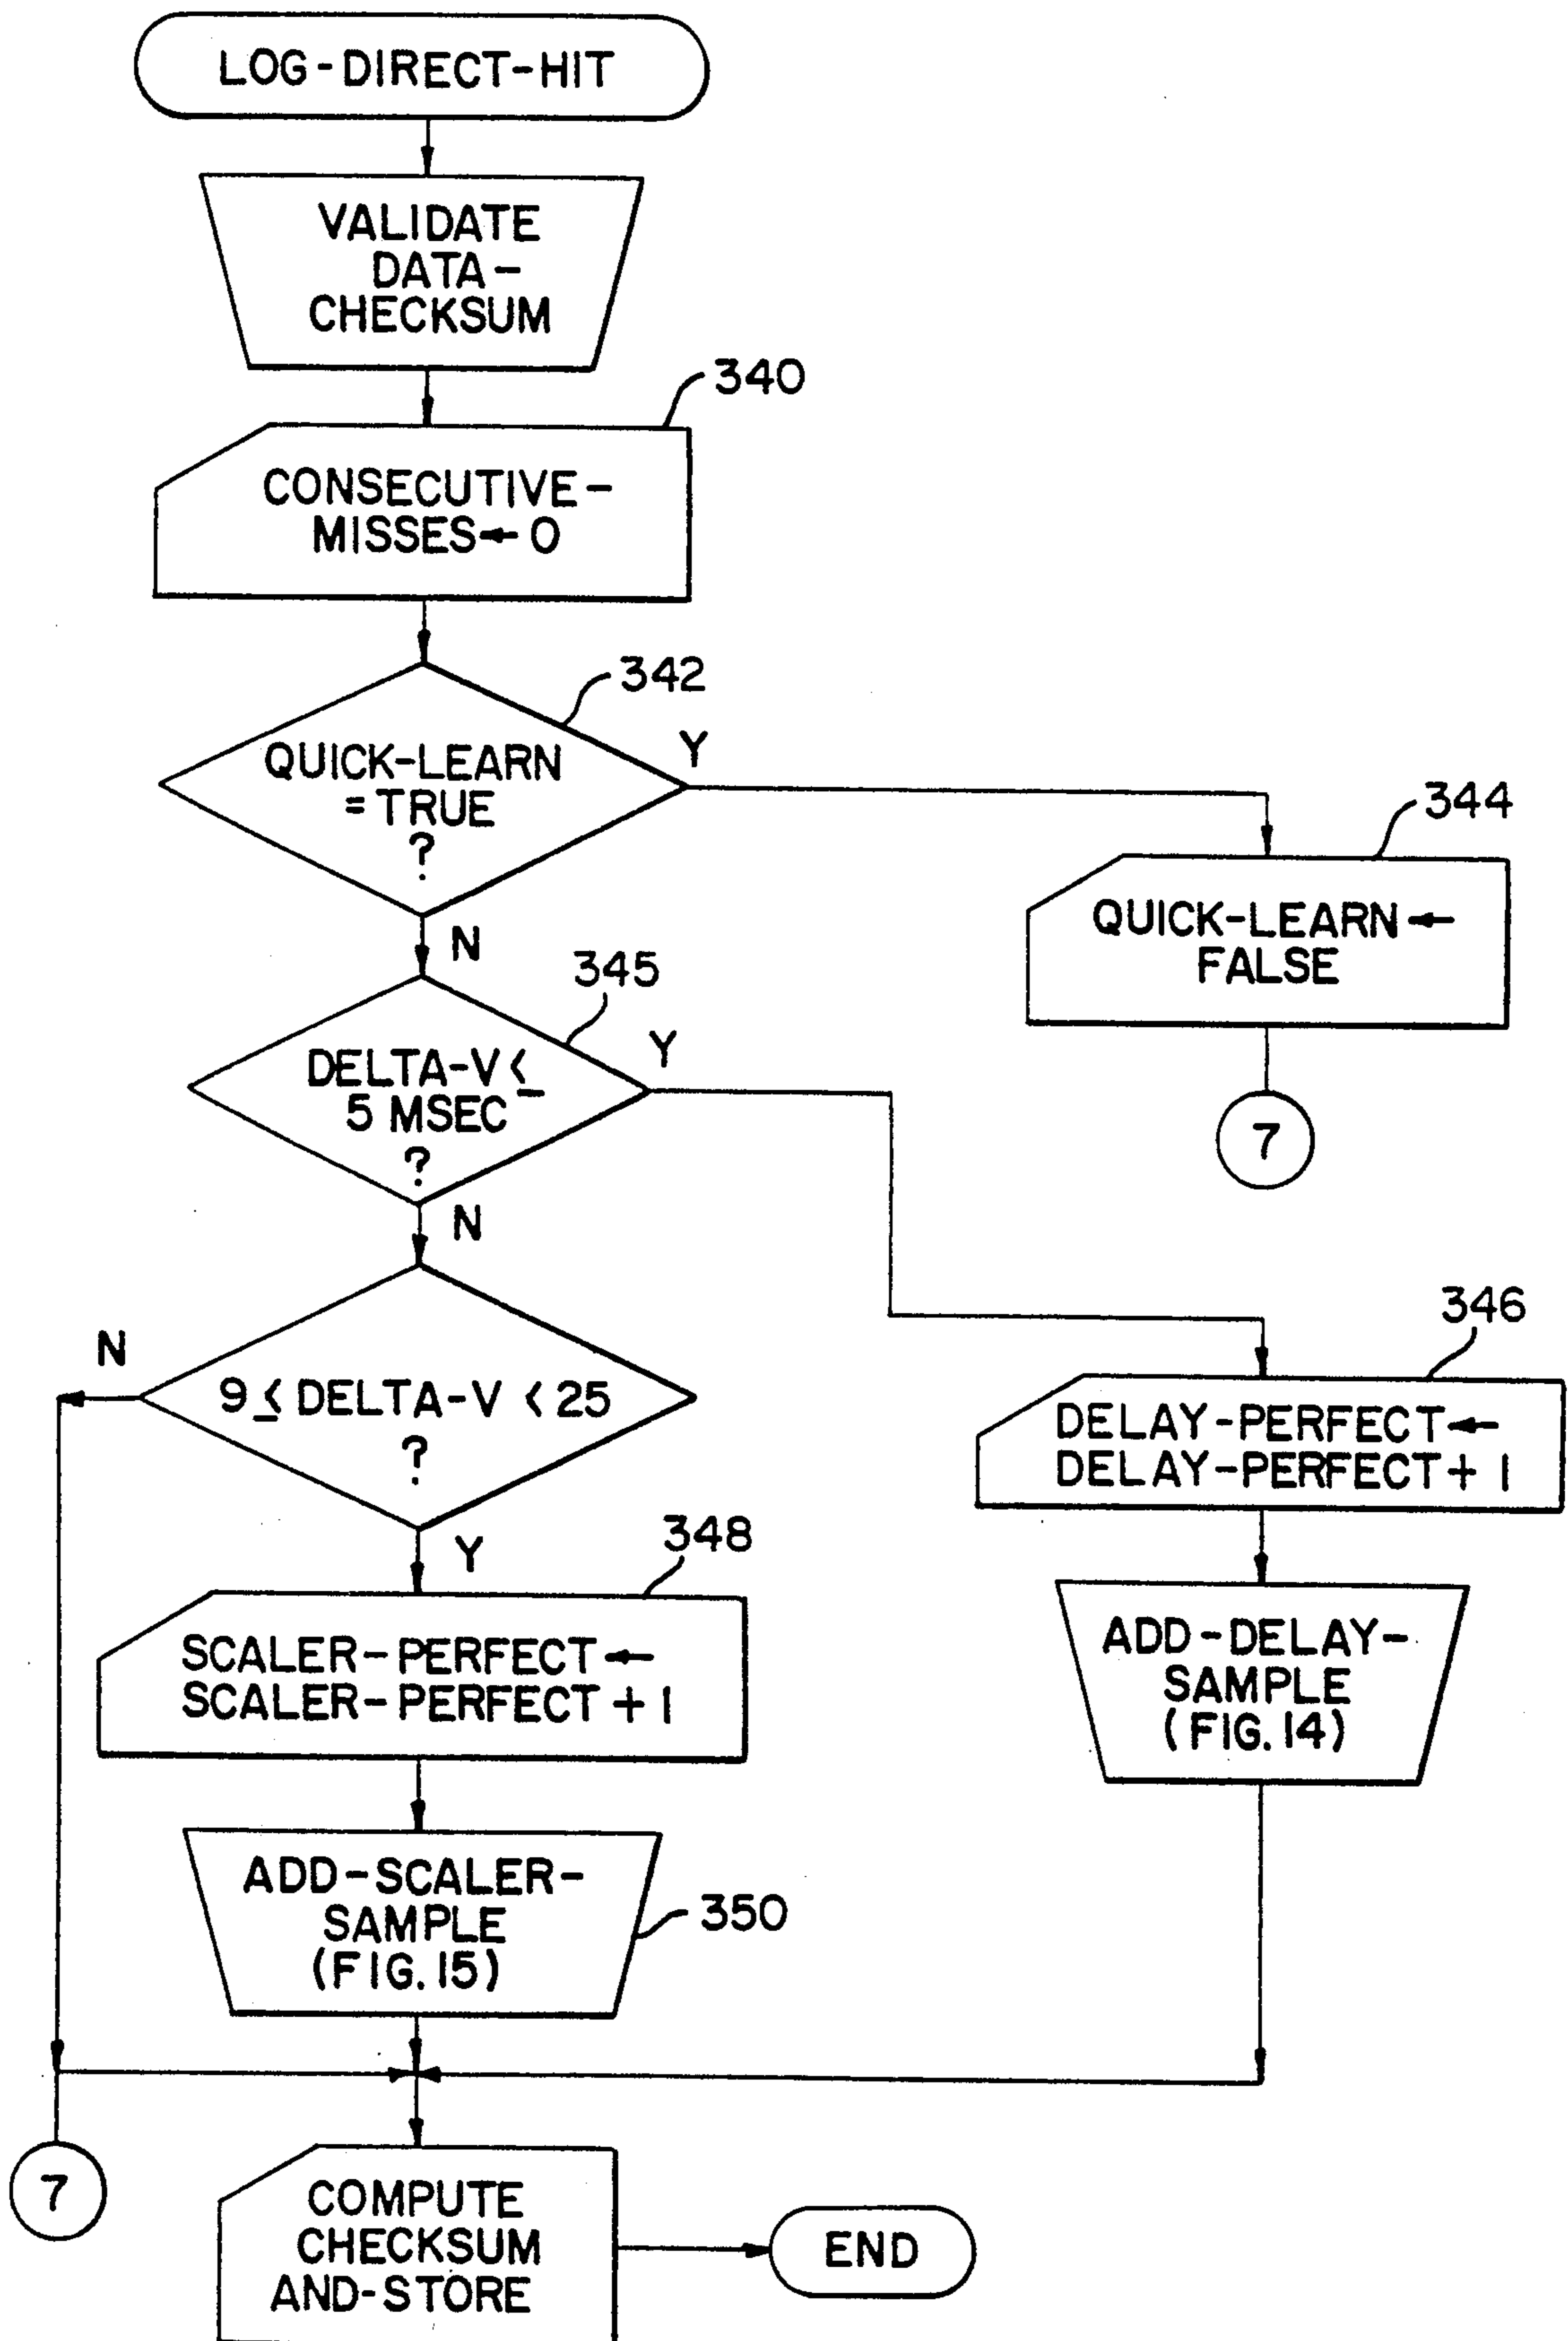 LOG-DIRECT-HIT
VALIDATE
DATA-
CHECKSUM
340
CONSECUTIVE-
MISSES←0
342
QUICK-LEARN
=TRUE
?
Y
N
344
QUICK-LEARN←
FALSE
7
345
DELTA-V ≤
5 MSEC
?
Y
N
9 ≤ DELTA-V < 25
?
N
Y
346
DELAY-PERFECT←
DELAY-PERFECT + 1
ADD-DELAY-
SAMPLE
(FIG. 14)
348
SCALER-PERFECT←
SCALER-PERFECT + 1
ADD-SCALER-
SAMPLE
(FIG. 15)
350
7
COMPUTE
CHECKSUM
AND-STORE
END